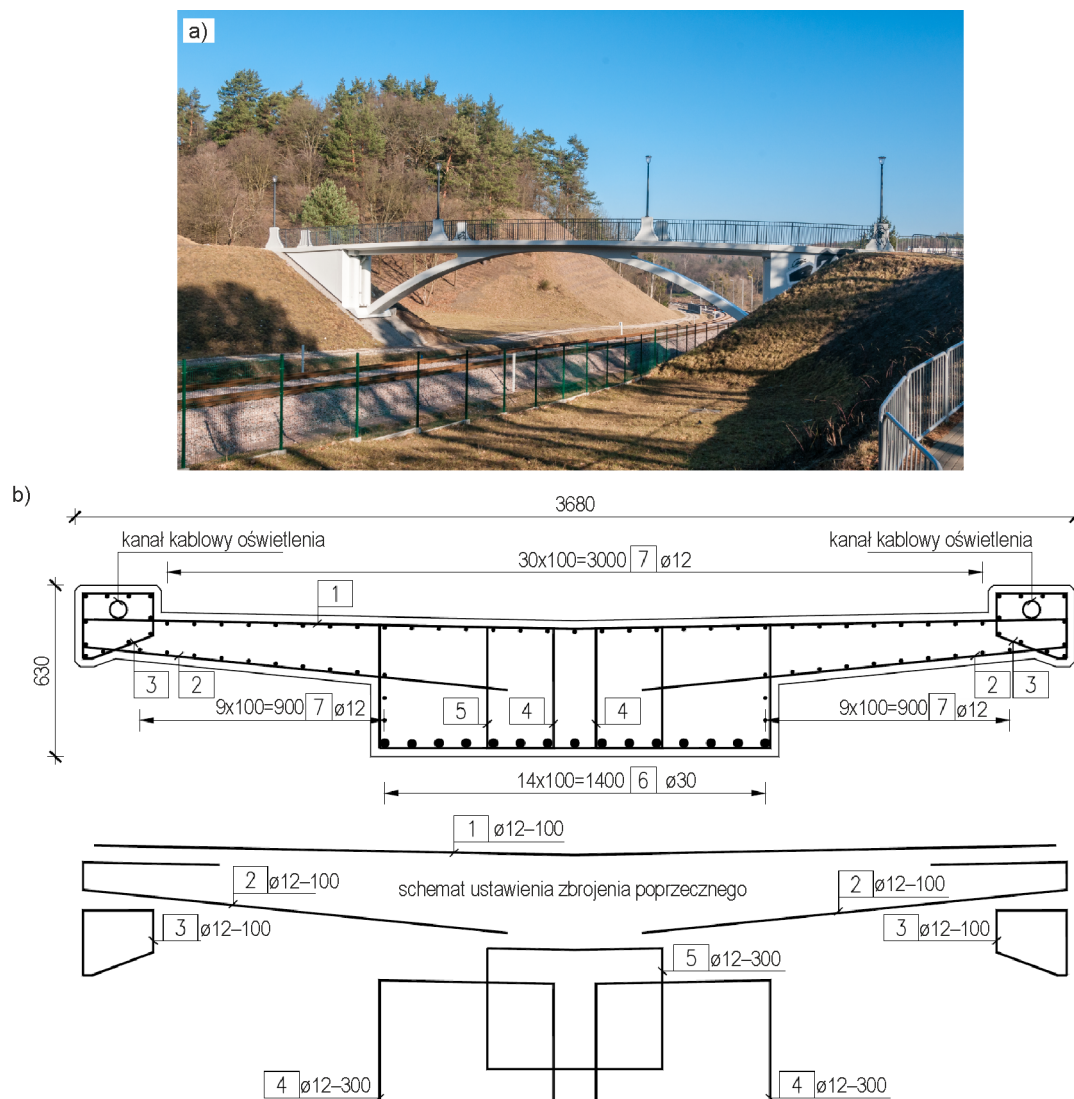 a)
b)
3680
kanał kablowy oświetlenia
kanał kablowy oświetlenia
30x100=3000 7 ø12
1
630
3
2
2
3
9x100=900 7 ø12
5
4
4
9x100=900 7 ø12
14x100=1400 6 ø30
1 ø12–100
2 ø12–100
schemat ustawienia zbrojenia poprzecznego
2 ø12–100
3 ø12–100
3 ø12–100
5 ø12–300
4 ø12–300
4 ø12–300